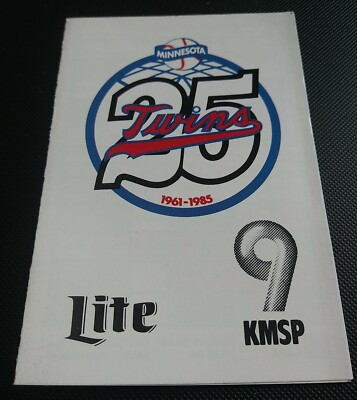 MINNESOTA
25
Twins
1961-1985
9
Lite
KMSP